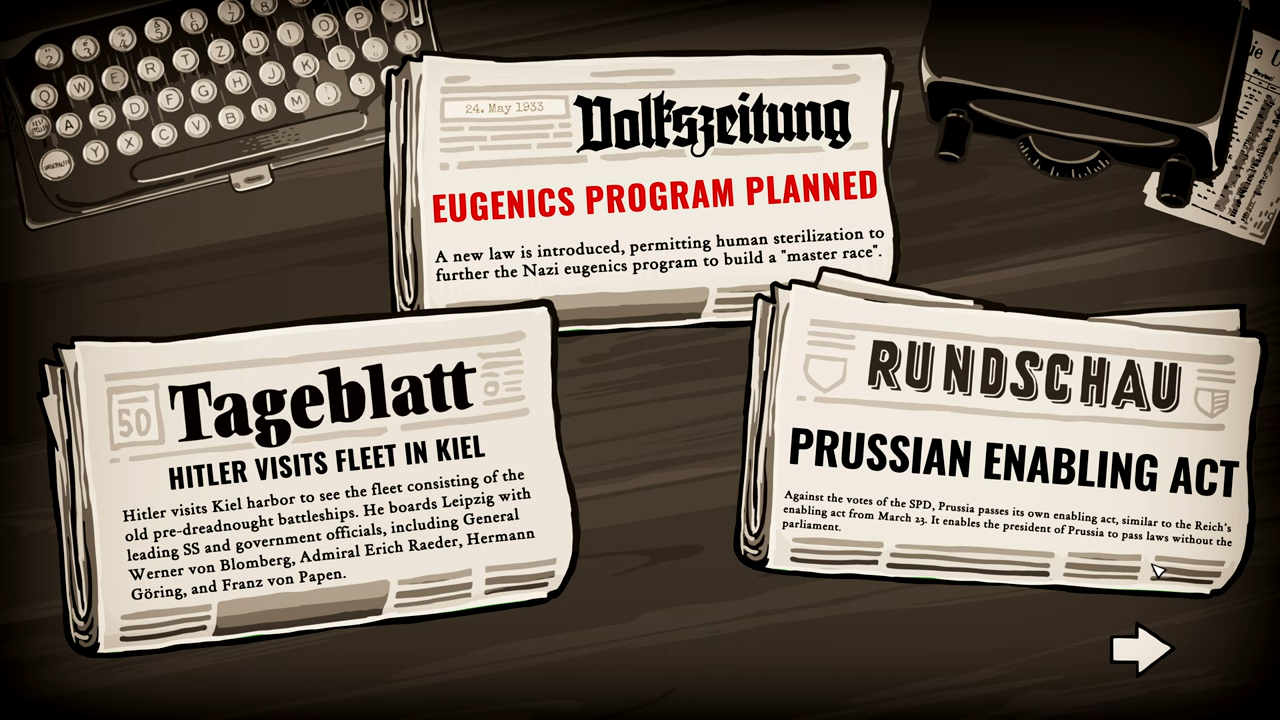 24. May 1933
Volkszeitung
EUGENICS PROGRAM PLANNED
A new law is introduced, permitting human sterilization to
further the Nazi eugenics program to build a "master race".
50
Tageblatt
HITLER VISITS FLEET IN KIEL
Hitler visits Kiel harbor to see the fleet consisting of the
old pre-dreadnought battleships. He boards Leipzig with
leading SS and government officials, including General
Werner von Blomberg, Admiral Erich Raeder, Hermann
Göring, and Franz von Papen.
RUNDSCHAU
PRUSSIAN ENABLING ACT
Against the votes of the SPD, Prussia passes its own enabling act, similar to the Reich's
enabling act from March 23. It enables the president of Prussia to pass laws without the
parliament.
Q W E R T Z U I O P
A S D F G H J K L
Y X C V B N M